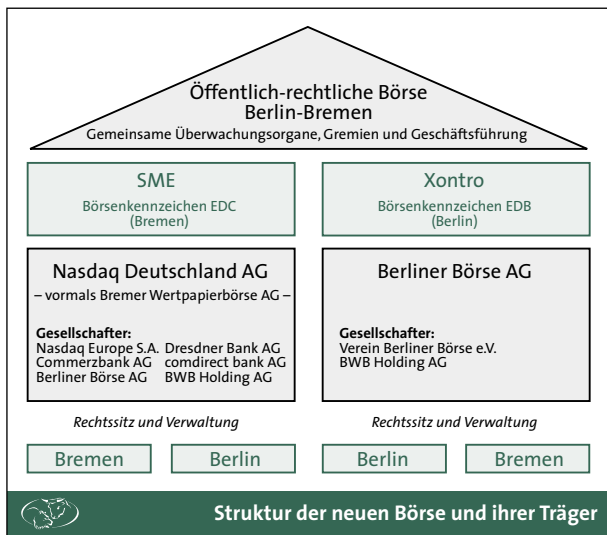 Öffentlich-rechtliche Börse
Berlin-Bremen
Gemeinsame Überwachungsorgane, Gremien und Geschäftsführung
SME
Börsenkennzeichen EDC
(Bremen)
Xontro
Börsenkennzeichen EDB
(Berlin)
Nasdaq Deutschland AG
– vormals Bremer Wertpapierbörse AG –
Gesellschafter:
Nasdaq Europe S.A. Dresdner Bank AG
Commerzbank AG comdirect bank AG
Berliner Börse AG BWB Holding AG
Berliner Börse AG
Gesellschafter:
Verein Berliner Börse e.V.
BWB Holding AG
Rechtssitz und Verwaltung
Bremen Berlin
Rechtssitz und Verwaltung
Berlin Bremen
Struktur der neuen Börse und ihrer Träger